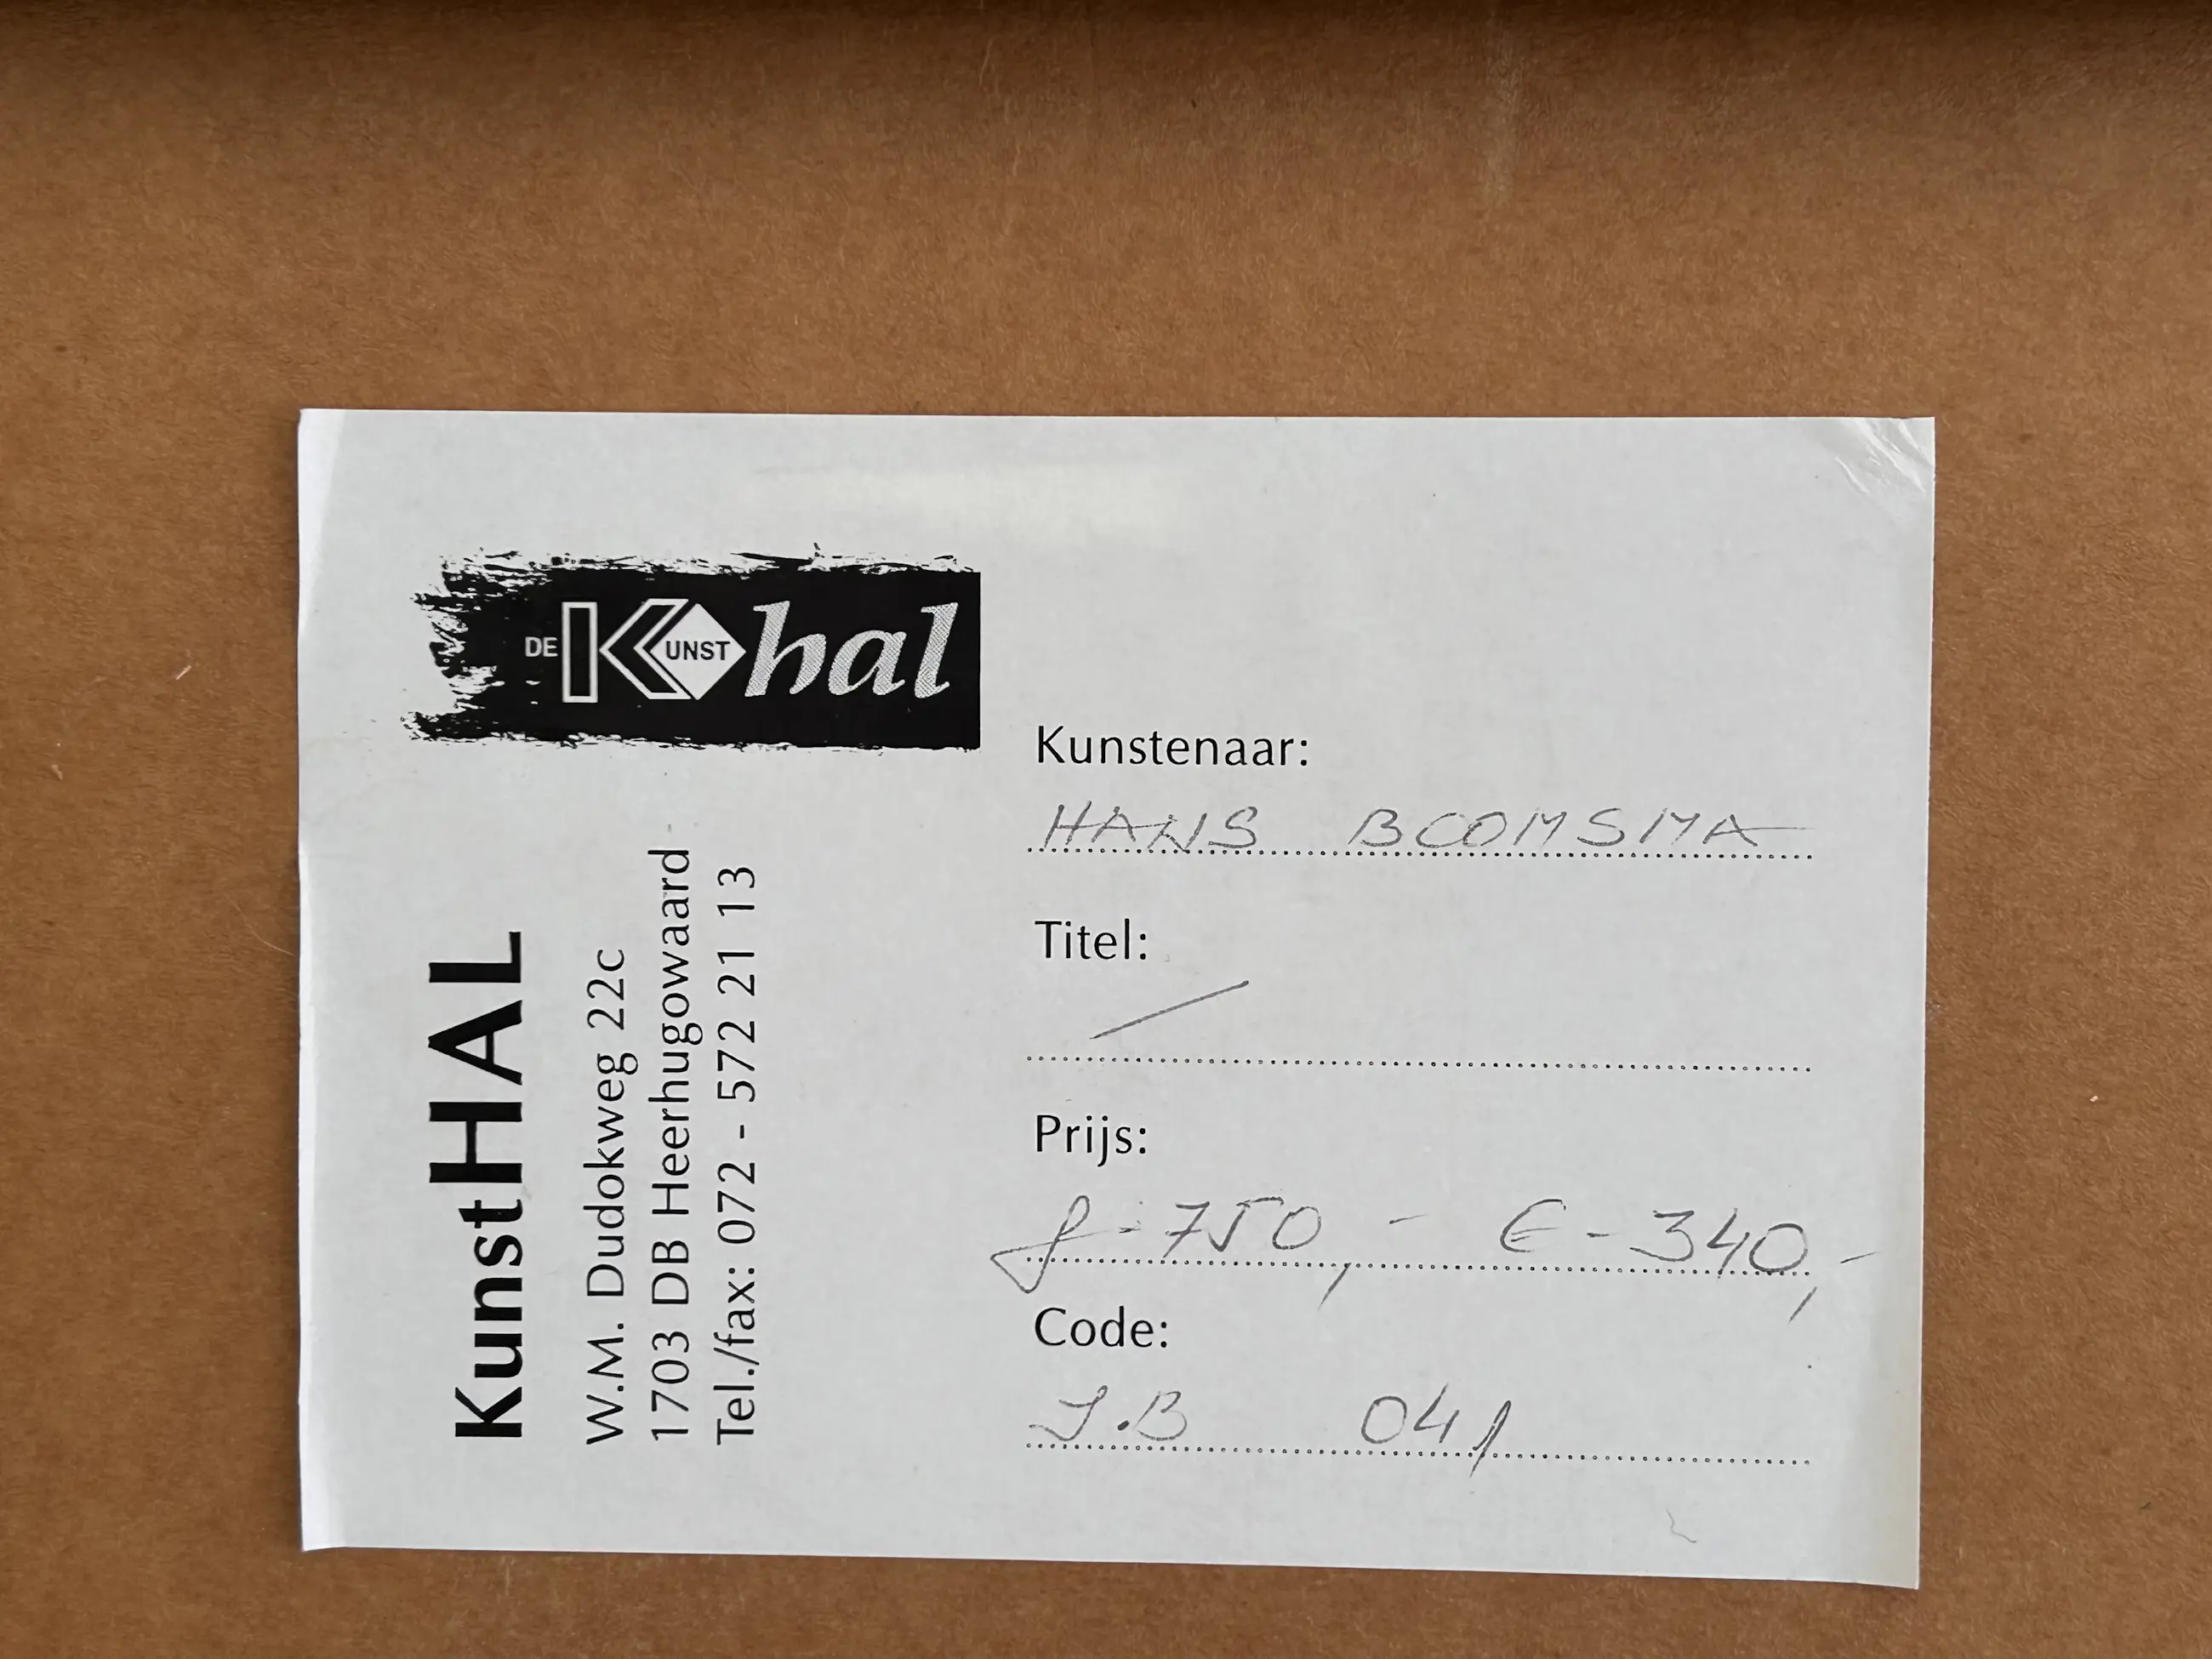 DE KUNST hal
KunstHAL
W.M. Dudokweg 22c
1703 DB Heerhugowaard
Tel./fax: 072 - 572 21 13
Kunstenaar:
HANS BOOMSMA
Titel:
/
Prijs:
f - 750,- € - 340,-
Code:
J.B 041